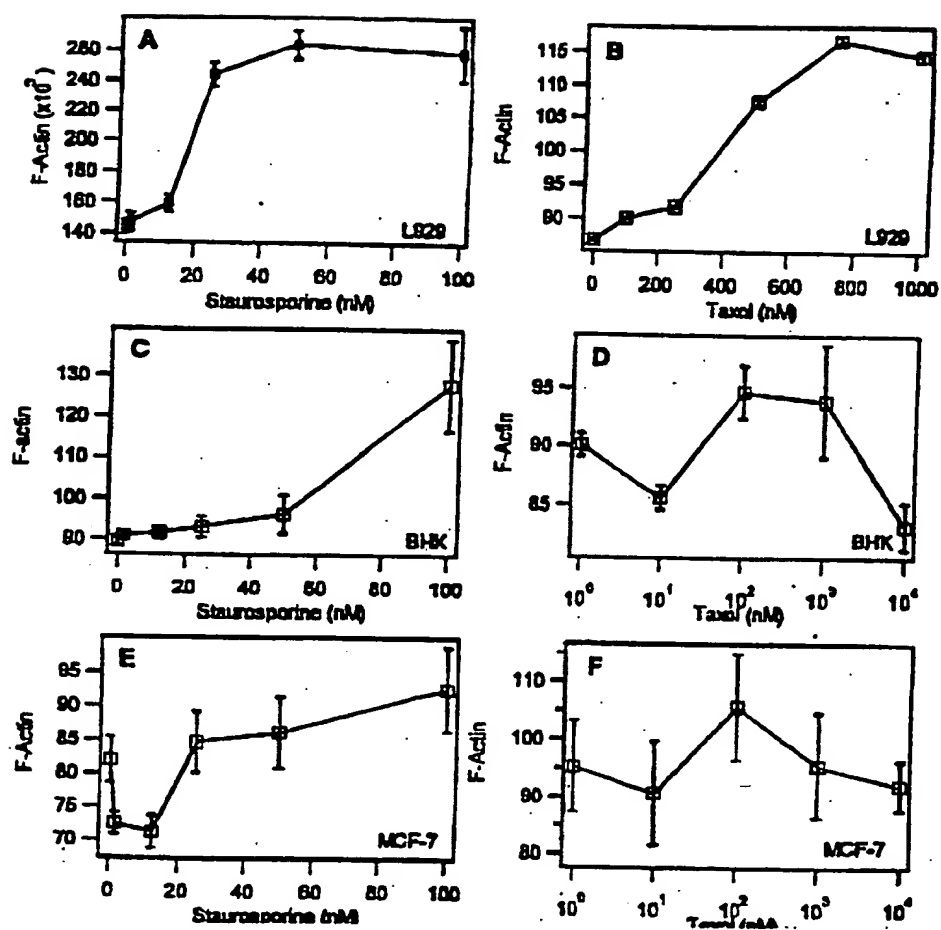 A
F-Actin (x10³)
260
240
220
200
180
160
140
L929
0 20 40 60 80 100
Staurosporine (nM)
B
F-Actin
115
110
105
100
95
90
L929
0 200 400 600 800 1000
Taxol (nM)
C
F-actin
130
120
110
100
90
BHK
0 20 40 60 80 100
Staurosporine (nM)
D
F-Actin
95
90
85
BHK
10⁰ 10¹ 10² 10³ 10⁴
Taxol (nM)
E
F-Actin
95
90
85
80
75
70
MCF-7
0 20 40 60 80 100
Staurosporine (nM)
F
F-Actin
110
100
90
80
MCF-7
10⁰ 10¹ 10² 10³ 10⁴
Taxol (nM)